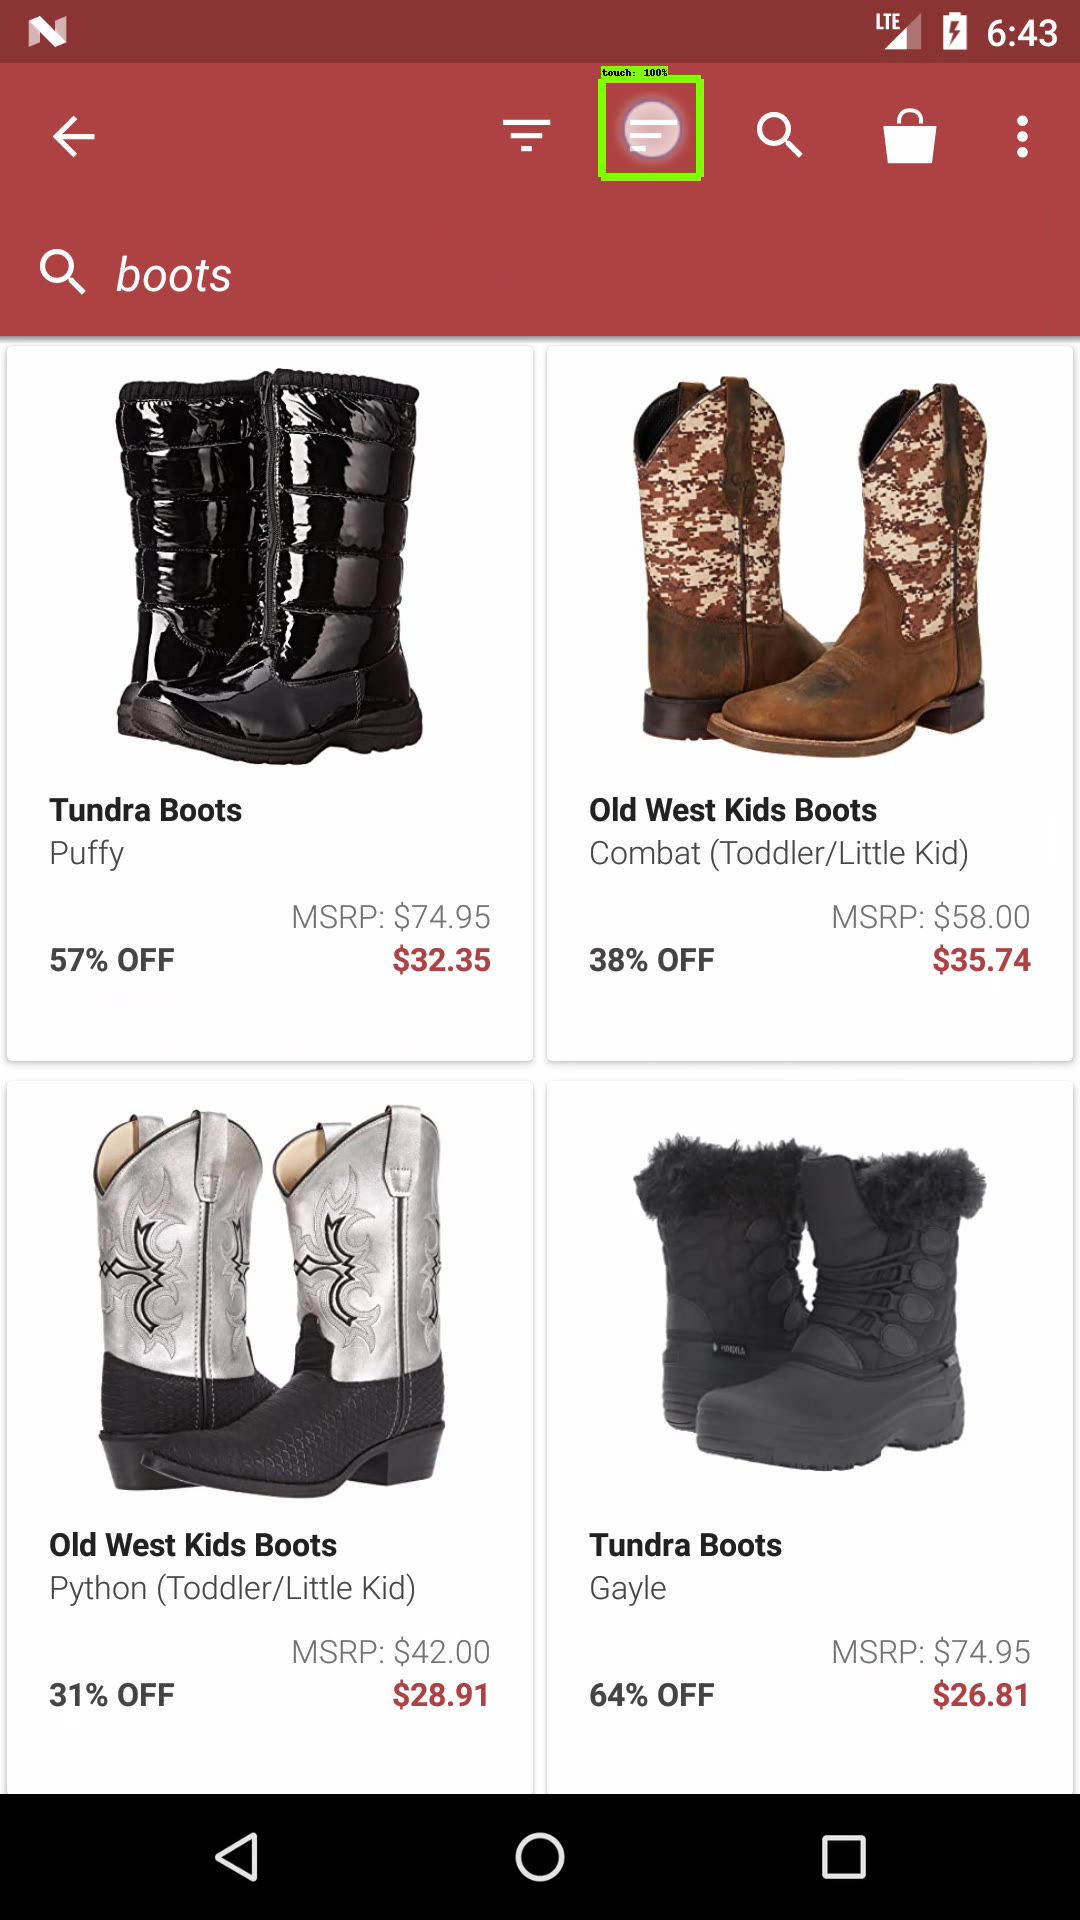 LTE 6:43
touch: 100%
boots
Tundra Boots
Puffy
MSRP: $74.95
57% OFF $32.35
Old West Kids Boots
Combat (Toddler/Little Kid)
MSRP: $58.00
38% OFF $35.74
Old West Kids Boots
Python (Toddler/Little Kid)
MSRP: $42.00
31% OFF $28.91
Tundra Boots
Gayle
MSRP: $74.95
64% OFF $26.81